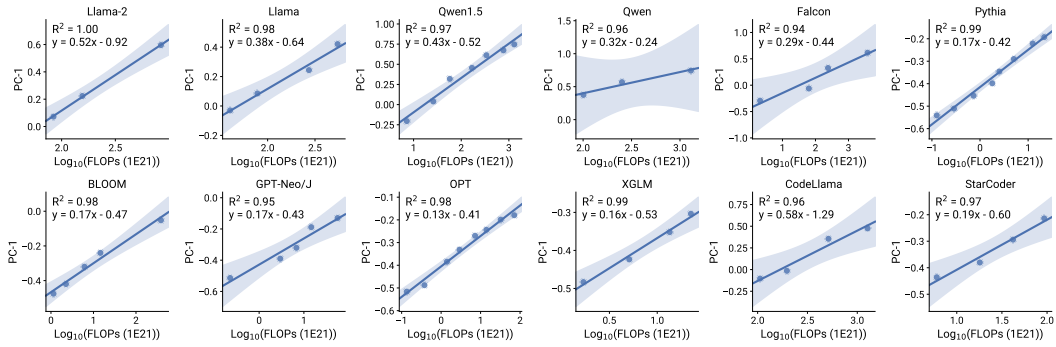 Llama-2
R² = 1.00
y = 0.52x - 0.92
PC-1
0.6
0.4
0.2
0.0
2.0
2.5
Log₁₀(FLOPs (1E21))
Llama
R² = 0.98
y = 0.38x - 0.64
PC-1
0.4
0.2
0.0
−0.2
2.0
2.5
Log₁₀(FLOPs (1E21))
Qwen1.5
R² = 0.97
y = 0.43x - 0.52
PC-1
1.00
0.75
0.50
0.25
0.00
−0.25
1
2
3
Log₁₀(FLOPs (1E21))
Qwen
R² = 0.96
y = 0.32x - 0.24
PC-1
1.5
1.0
0.5
0.0
2.0
2.5
3.0
Log₁₀(FLOPs (1E21))
Falcon
R² = 0.94
y = 0.29x - 0.44
PC-1
1.0
0.5
0.0
−0.5
−1.0
1
2
3
Log₁₀(FLOPs (1E21))
Pythia
R² = 0.99
y = 0.17x - 0.42
PC-1
−0.2
−0.3
−0.4
−0.5
−0.6
−1
0
1
Log₁₀(FLOPs (1E21))
BLOOM
R² = 0.98
y = 0.17x - 0.47
PC-1
0.0
−0.2
−0.4
0
1
2
Log₁₀(FLOPs (1E21))
GPT-Neo/J
R² = 0.95
y = 0.17x - 0.43
PC-1
0.0
−0.2
−0.4
−0.6
0
1
Log₁₀(FLOPs (1E21))
OPT
R² = 0.98
y = 0.13x - 0.41
PC-1
−0.1
−0.2
−0.3
−0.4
−0.5
−0.6
−1
0
1
2
Log₁₀(FLOPs (1E21))
XGLM
R² = 0.99
y = 0.16x - 0.53
PC-1
−0.3
−0.4
−0.5
0.5
1.0
Log₁₀(FLOPs (1E21))
CodeLlama
R² = 0.96
y = 0.58x - 1.29
PC-1
0.75
0.50
0.25
0.00
−0.25
2.0
2.5
3.0
Log₁₀(FLOPs (1E21))
StarCoder
R² = 0.97
y = 0.19x - 0.60
PC-1
−0.1
−0.2
−0.3
−0.4
−0.5
1.0
1.5
2.0
Log₁₀(FLOPs (1E21))